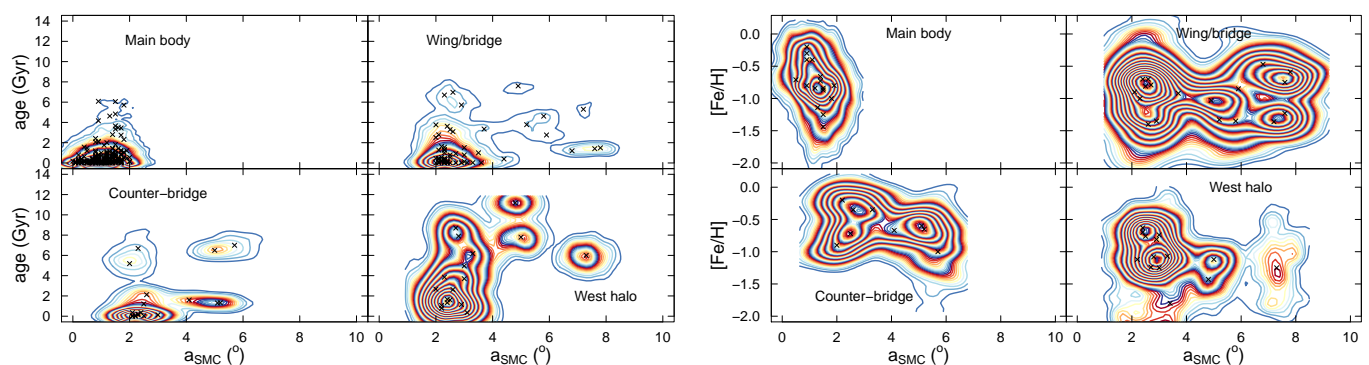 Main body
Wing/bridge
age (Gyr)
0 2 4 6 8 10 12 14
Counter−bridge
West halo
age (Gyr)
0 2 4 6 8 10 12 14
0 2 4 6 8 10
0 2 4 6 8 10
a_SMC (°)
a_SMC (°)
Main body
Wing/bridge
[Fe/H]
0.0 −0.5 −1.0 −1.5 −2.0
Counter−bridge
West halo
[Fe/H]
0.0 −0.5 −1.0 −1.5 −2.0
0 2 4 6 8 10
0 2 4 6 8 10
a_SMC (°)
a_SMC (°)